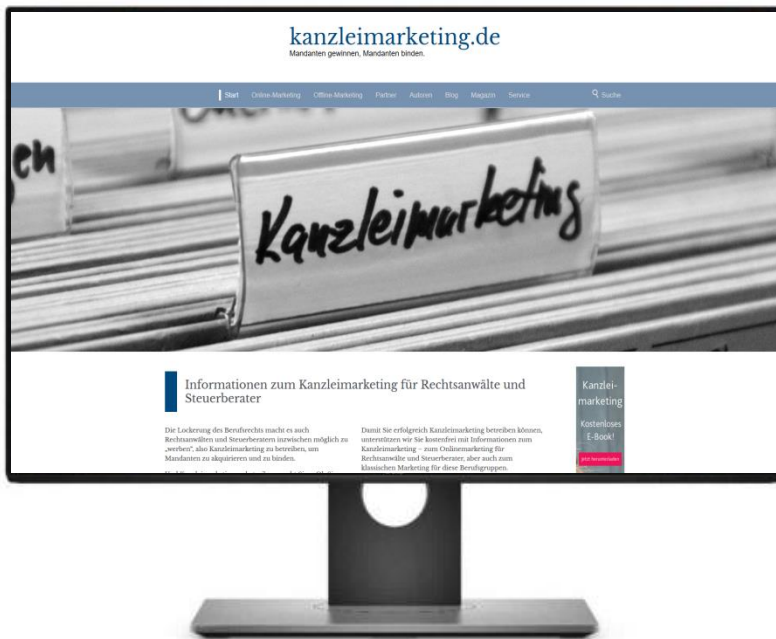 kanzleimarketing.de
Mandanten gewinnen, Mandanten binden.
Start Online-Marketing Offline-Marketing Partner Autoren Blog Magazin Service Suche
en
Kanzleimarketing
Informationen zum Kanzleimarketing für Rechtsanwälte und
Steuerberater
Die Lockerung des Berufsrechts macht es auch
Rechtsanwälten und Steuerberatern inzwischen möglich zu
„werben“, also Kanzleimarketing zu betreiben, um
Mandanten zu akquirieren und zu binden.
Damit Sie erfolgreich Kanzleimarketing betreiben können,
unterstützen wir Sie kostenfrei mit Informationen zum
Kanzleimarketing – zum Onlinemarketing für
Rechtsanwälte und Steuerberater, aber auch zum
klassischen Marketing für diese Berufsgruppen.
Kanzlei-
marketing
Kostenloses
E-Book!
Jetzt herunterladen